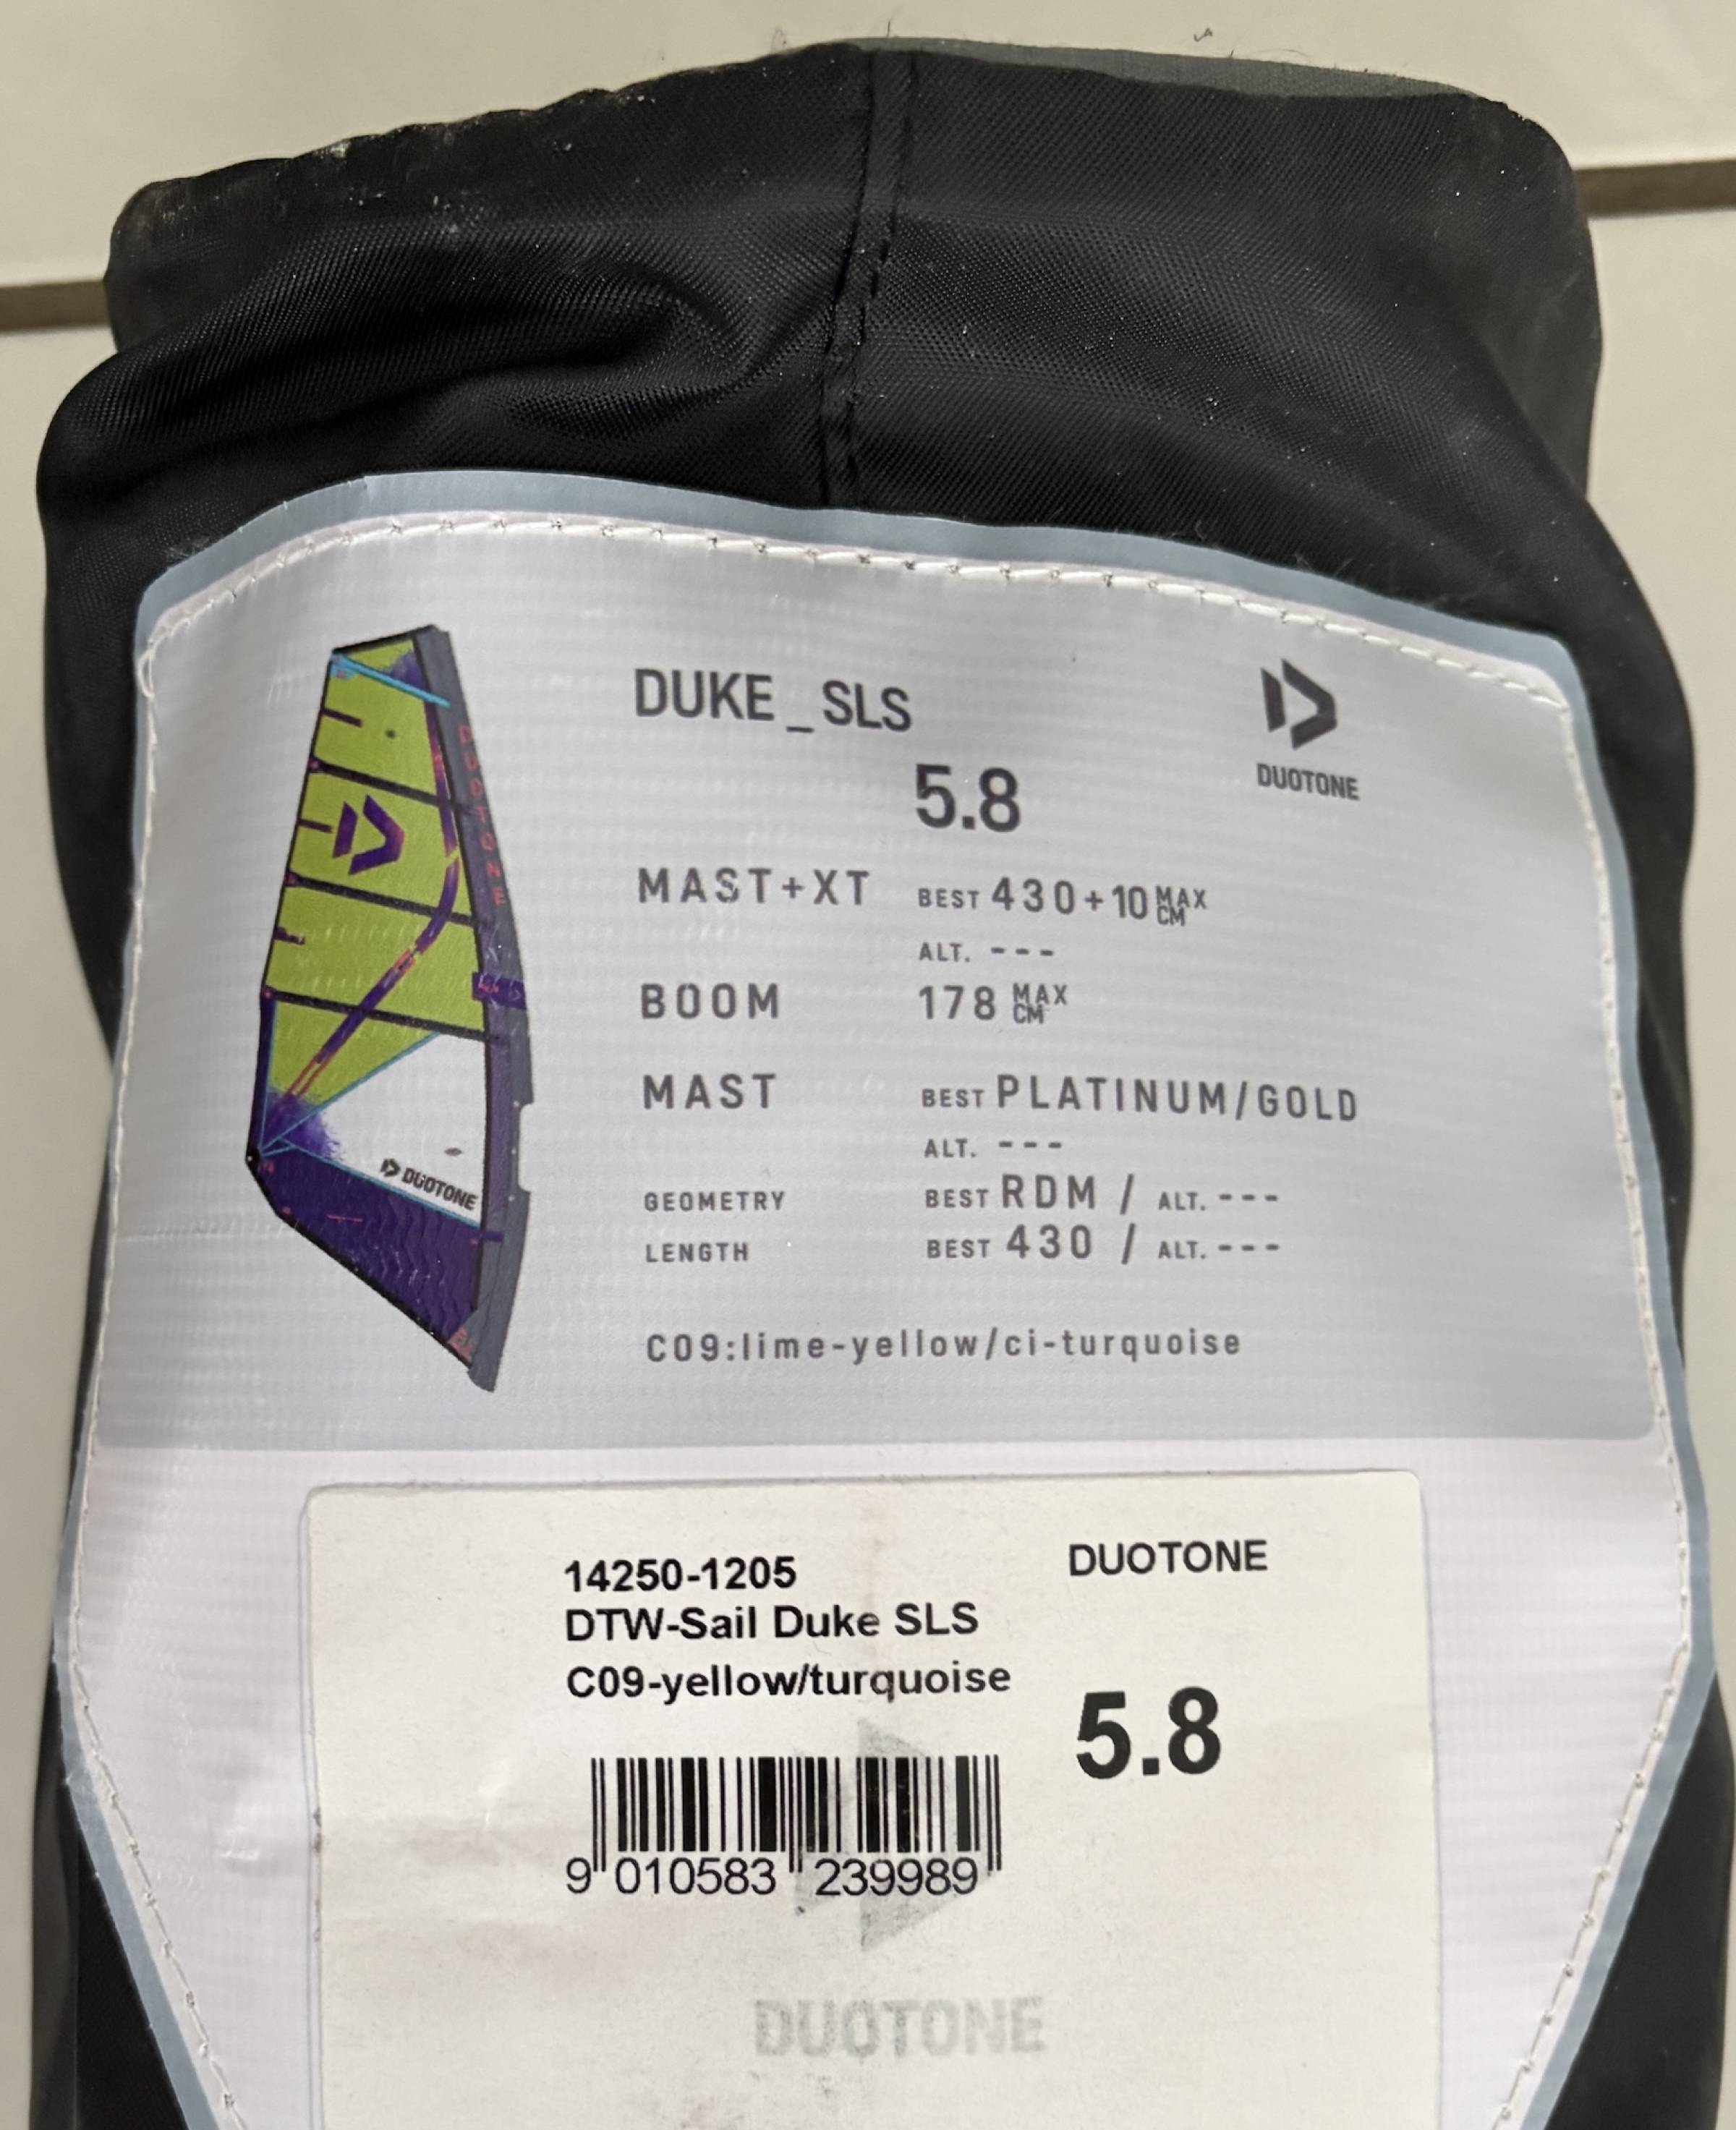 DUKE_SLS
DUOTONE
5.8
MAST+XT BEST 430+10 MAX CM
ALT. ---
BOOM 178 MAX CM
MAST BEST PLATINUM/GOLD
ALT. ---
GEOMETRY BEST RDM / ALT. ---
LENGTH BEST 430 / ALT. ---
C09:lime-yellow/ci-turquoise
DUOTONE
DUOTONE
14250-1205
DUOTONE
DTW-Sail Duke SLS
C09-yellow/turquoise
5.8
9 010583 239989
DUOTONE